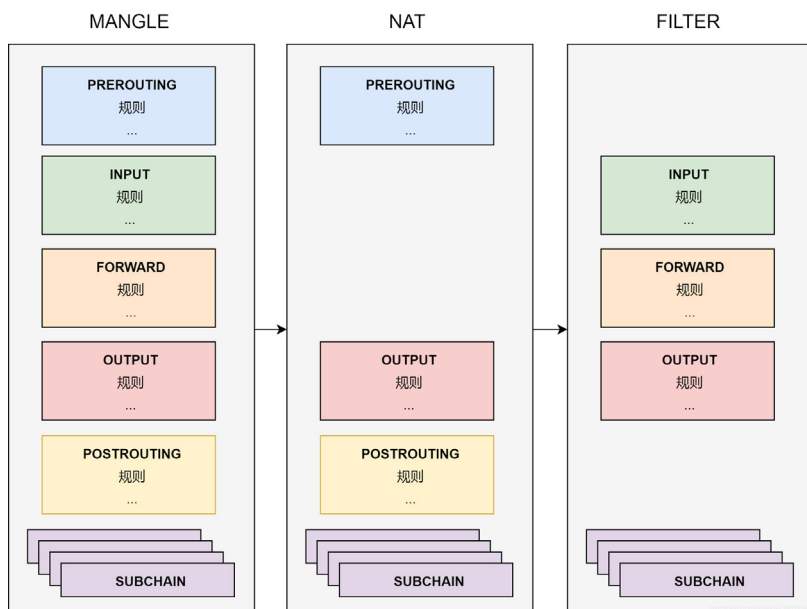 MANGLE
NAT
FILTER
PREROUTING
规则
...
INPUT
规则
...
FORWARD
规则
...
OUTPUT
规则
...
POSTROUTING
规则
...
SUBCHAIN
PREROUTING
规则
...
OUTPUT
规则
...
POSTROUTING
规则
...
SUBCHAIN
INPUT
规则
...
FORWARD
规则
...
OUTPUT
规则
...
SUBCHAIN